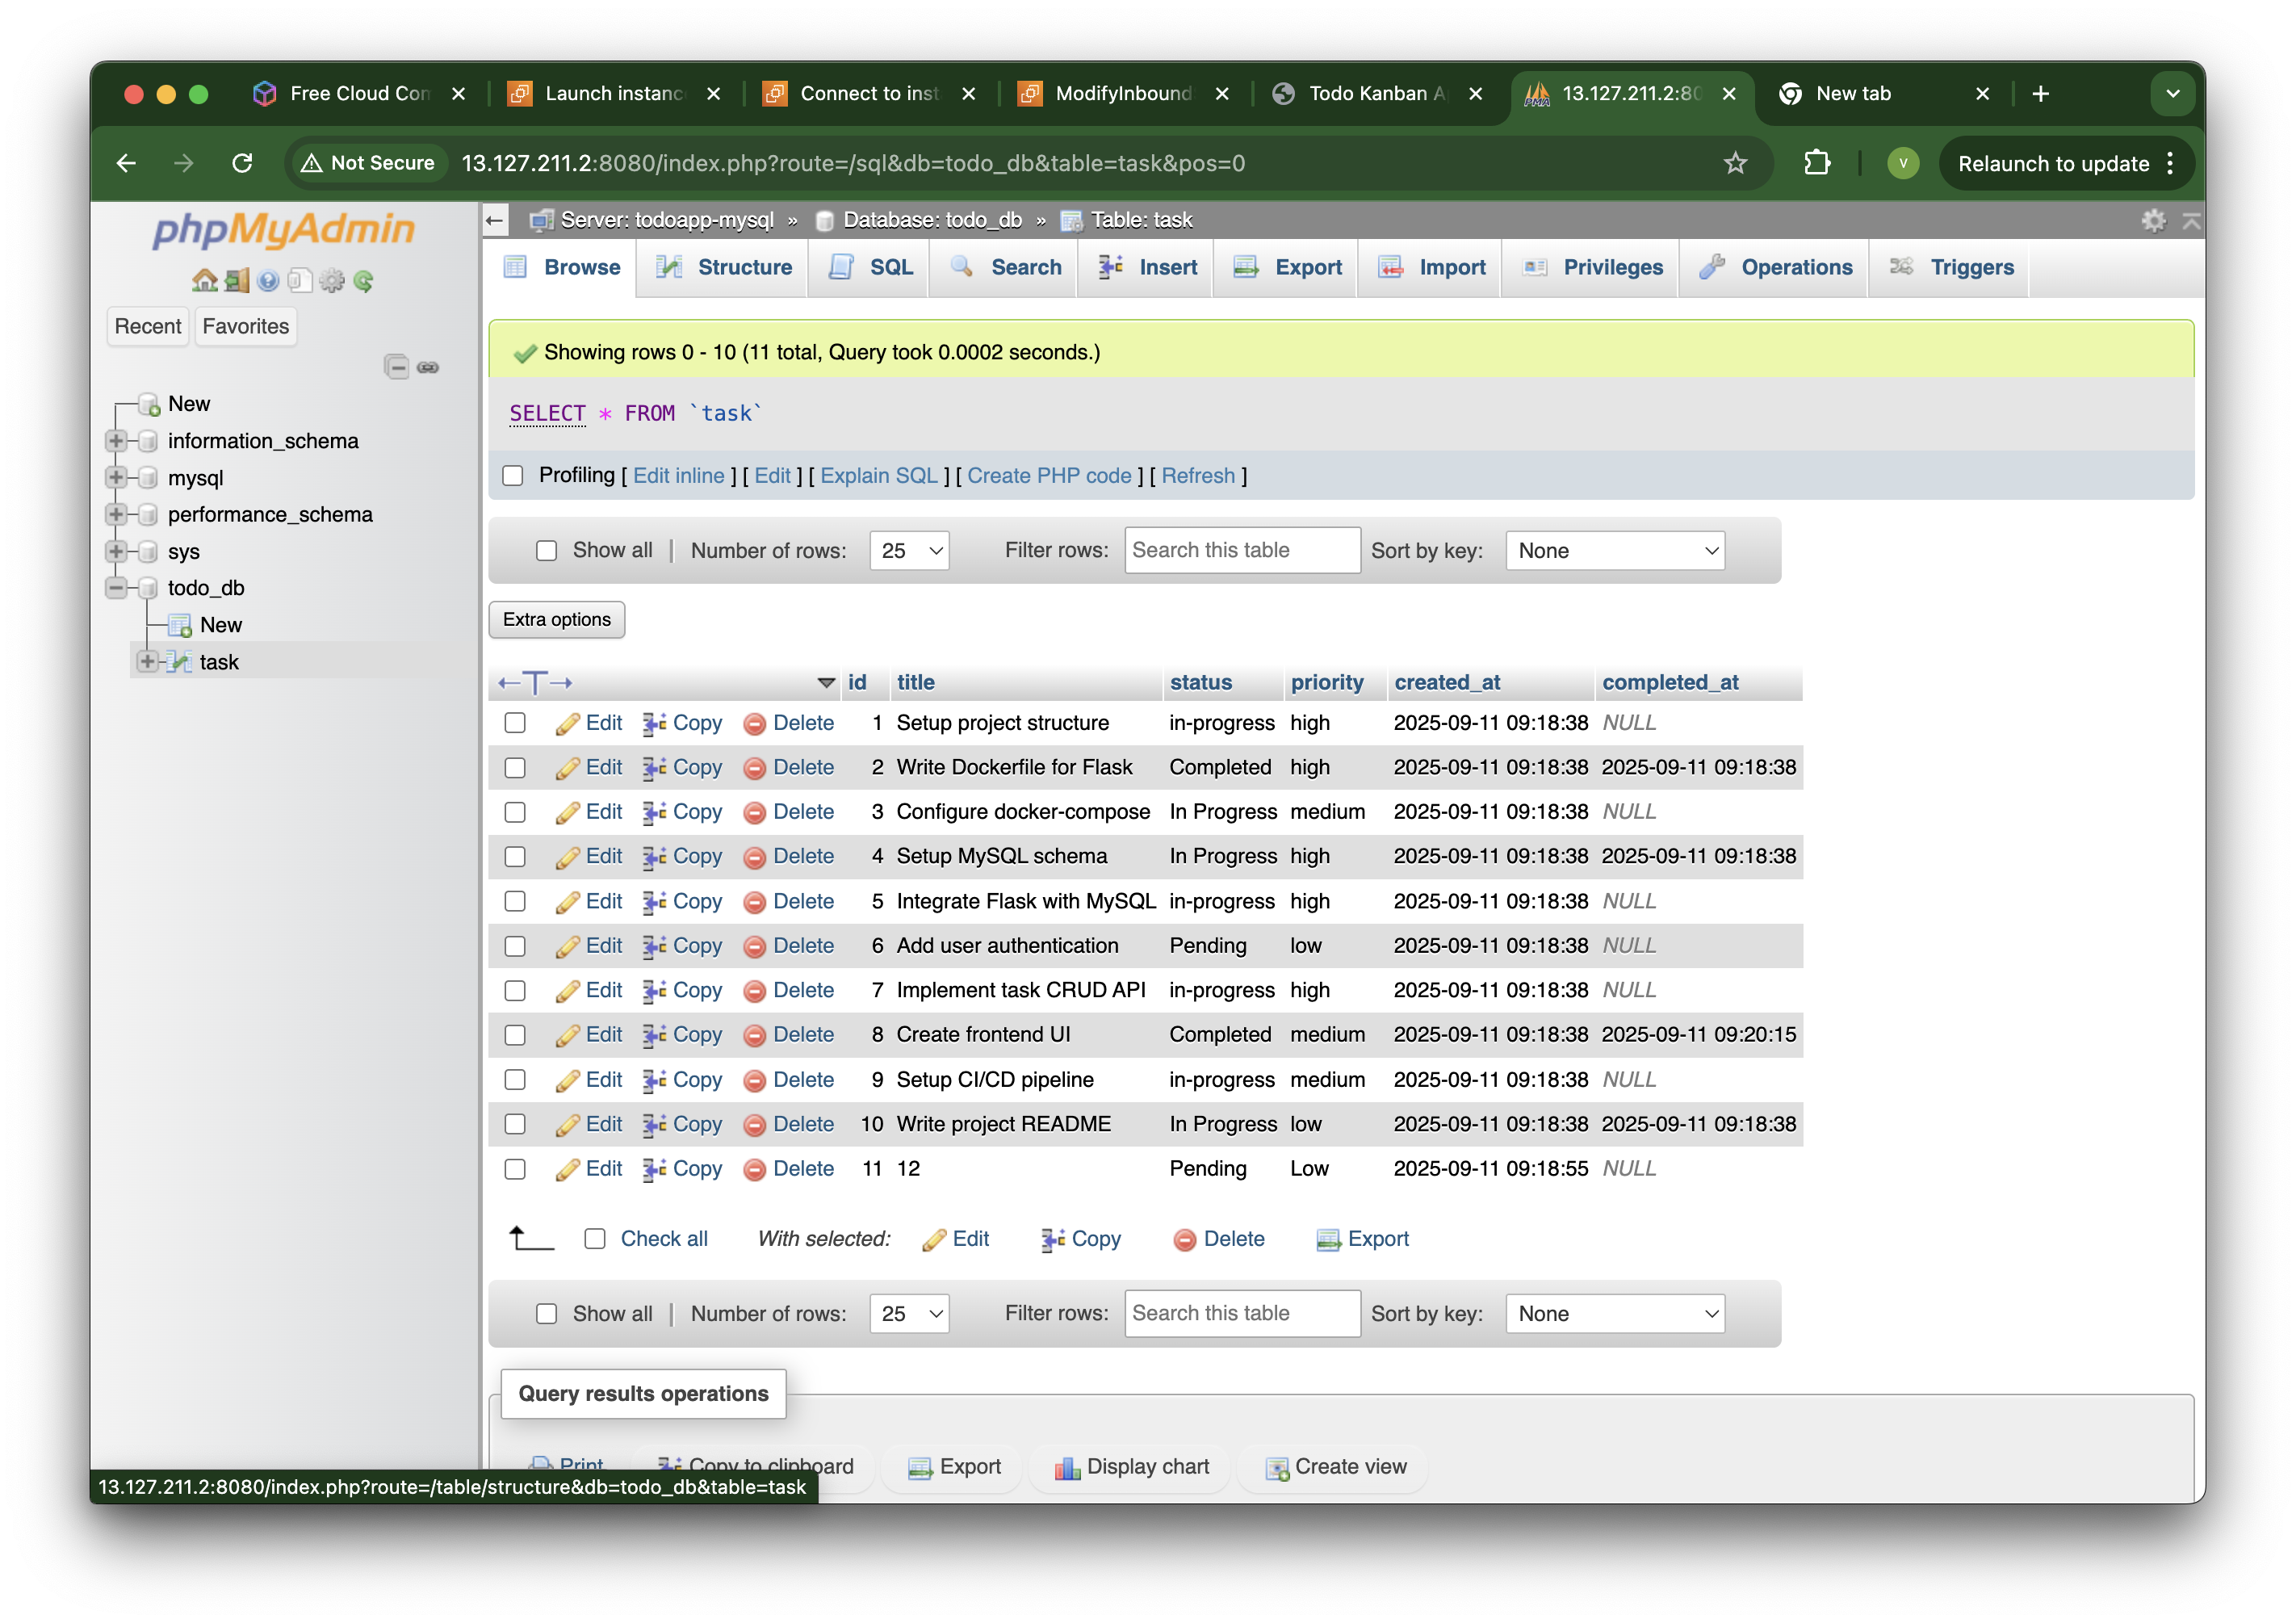 Free Cloud Con
Launch instanc
Connect to inst
ModifyInbound
Todo Kanban A
13.127.211.2:80
New tab
Not Secure
13.127.211.2:8080/index.php?route=/sql&db=todo_db&table=task&pos=0
V
Relaunch to update
phpMyAdmin
Recent
Favorites
New
information_schema
mysql
performance_schema
sys
todo_db
New
task
Server: todoapp-mysql » Database: todo_db » Table: task
Browse Structure SQL Search Insert Export Import Privileges Operations Triggers
Showing rows 0 - 10 (11 total, Query took 0.0002 seconds.)
SELECT * FROM `task`
Profiling [ Edit inline ] [ Edit ] [ Explain SQL ] [ Create PHP code ] [ Refresh ]
Show all | Number of rows: 25 Filter rows: Search this table Sort by key: None
Extra options
←T→ id title status priority created_at completed_at
Edit Copy Delete 1 Setup project structure in-progress high 2025-09-11 09:18:38 NULL
Edit Copy Delete 2 Write Dockerfile for Flask Completed high 2025-09-11 09:18:38 2025-09-11 09:18:38
Edit Copy Delete 3 Configure docker-compose In Progress medium 2025-09-11 09:18:38 NULL
Edit Copy Delete 4 Setup MySQL schema In Progress high 2025-09-11 09:18:38 2025-09-11 09:18:38
Edit Copy Delete 5 Integrate Flask with MySQL in-progress high 2025-09-11 09:18:38 NULL
Edit Copy Delete 6 Add user authentication Pending low 2025-09-11 09:18:38 NULL
Edit Copy Delete 7 Implement task CRUD API in-progress high 2025-09-11 09:18:38 NULL
Edit Copy Delete 8 Create frontend UI Completed medium 2025-09-11 09:18:38 2025-09-11 09:20:15
Edit Copy Delete 9 Setup CI/CD pipeline in-progress medium 2025-09-11 09:18:38 NULL
Edit Copy Delete 10 Write project README In Progress low 2025-09-11 09:18:38 2025-09-11 09:18:38
Edit Copy Delete 11 12 Pending Low 2025-09-11 09:18:55 NULL
Check all With selected: Edit Copy Delete Export
Show all | Number of rows: 25 Filter rows: Search this table Sort by key: None
Query results operations
Print Copy to clipboard Export Display chart Create view
13.127.211.2:8080/index.php?route=/table/structure&db=todo_db&table=task